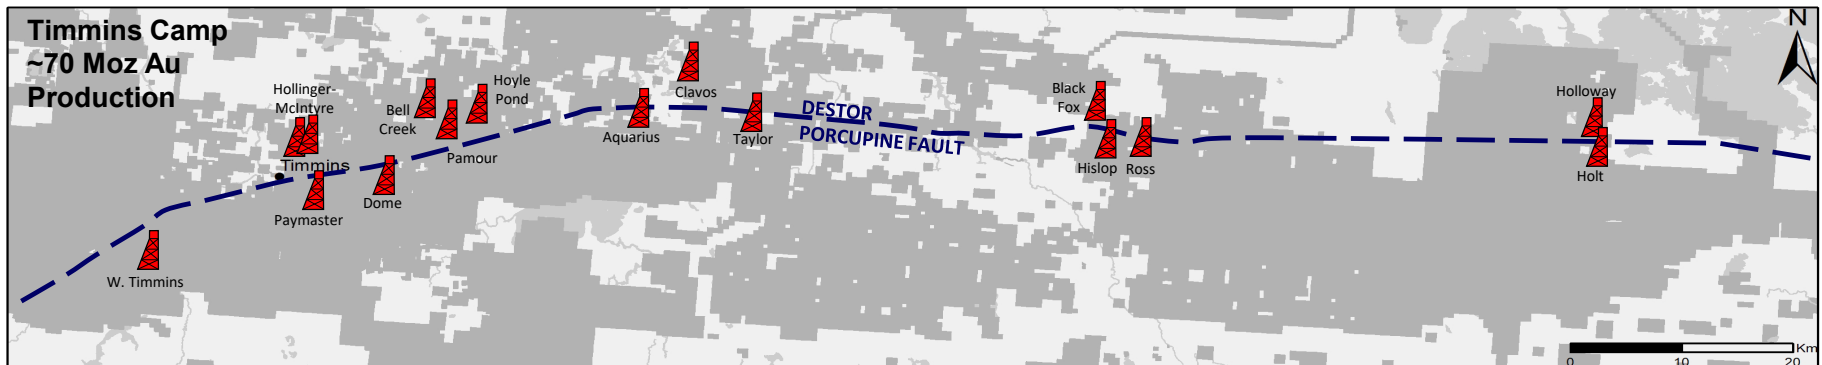 Timmins Camp
~70 Moz Au
Production
N
Hollinger-
McIntyre
Bell
Creek
Hoyle
Pond
Pamour
Timmins
Paymaster
Dome
W. Timmins
Clavos
Aquarius
Taylor
DESTOR
PORCUPINE FAULT
Black
Fox
Hislop
Ross
Holloway
Holt
Km
0
10
20